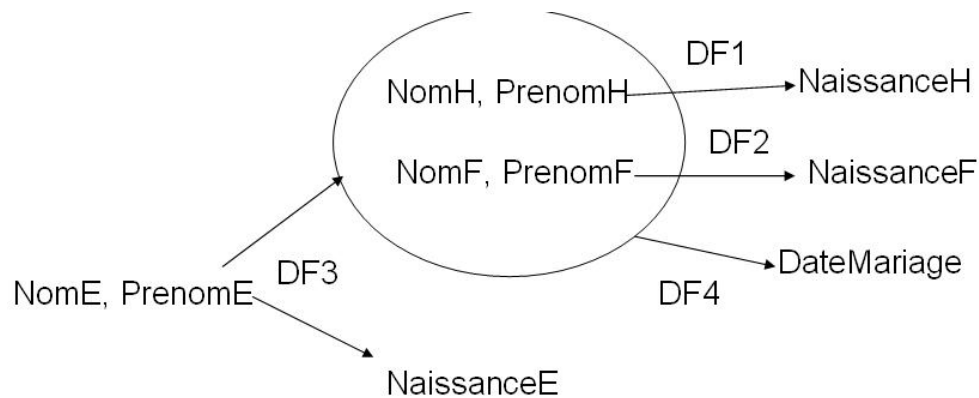 DF1
NomH, PrenomH
NaissanceH
DF2
NomF, PrenomF
NaissanceF
DateMariage
DF3
NomE, PrenomE
DF4
NaissanceE